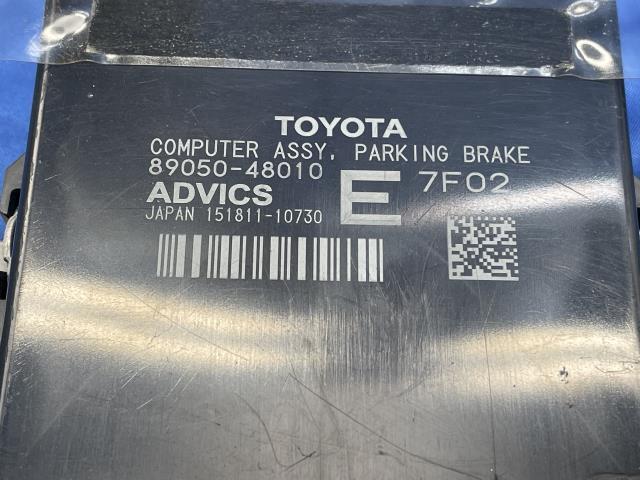 TOYOTA
COMPUTER ASSY, PARKING BRAKE
89050-48010
ADVICS E 7F02
JAPAN 151811-10730